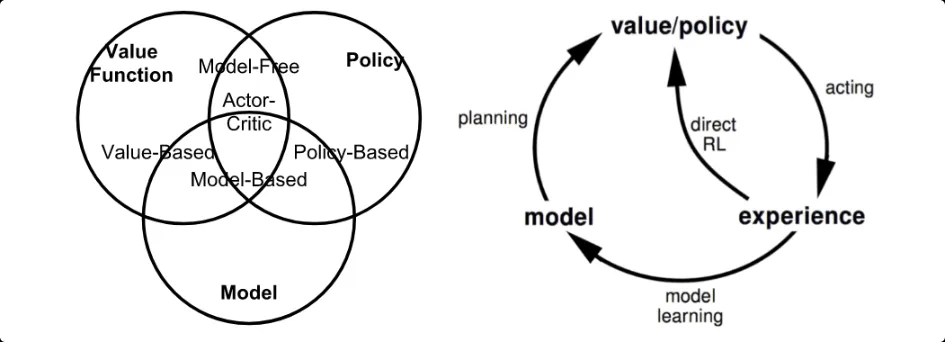 Value
Function
Model-Free
Policy
Actor-
Critic
Value-Based
Policy-Based
Model-Based
Model
value/policy
acting
planning
direct
RL
model
experience
model
learning